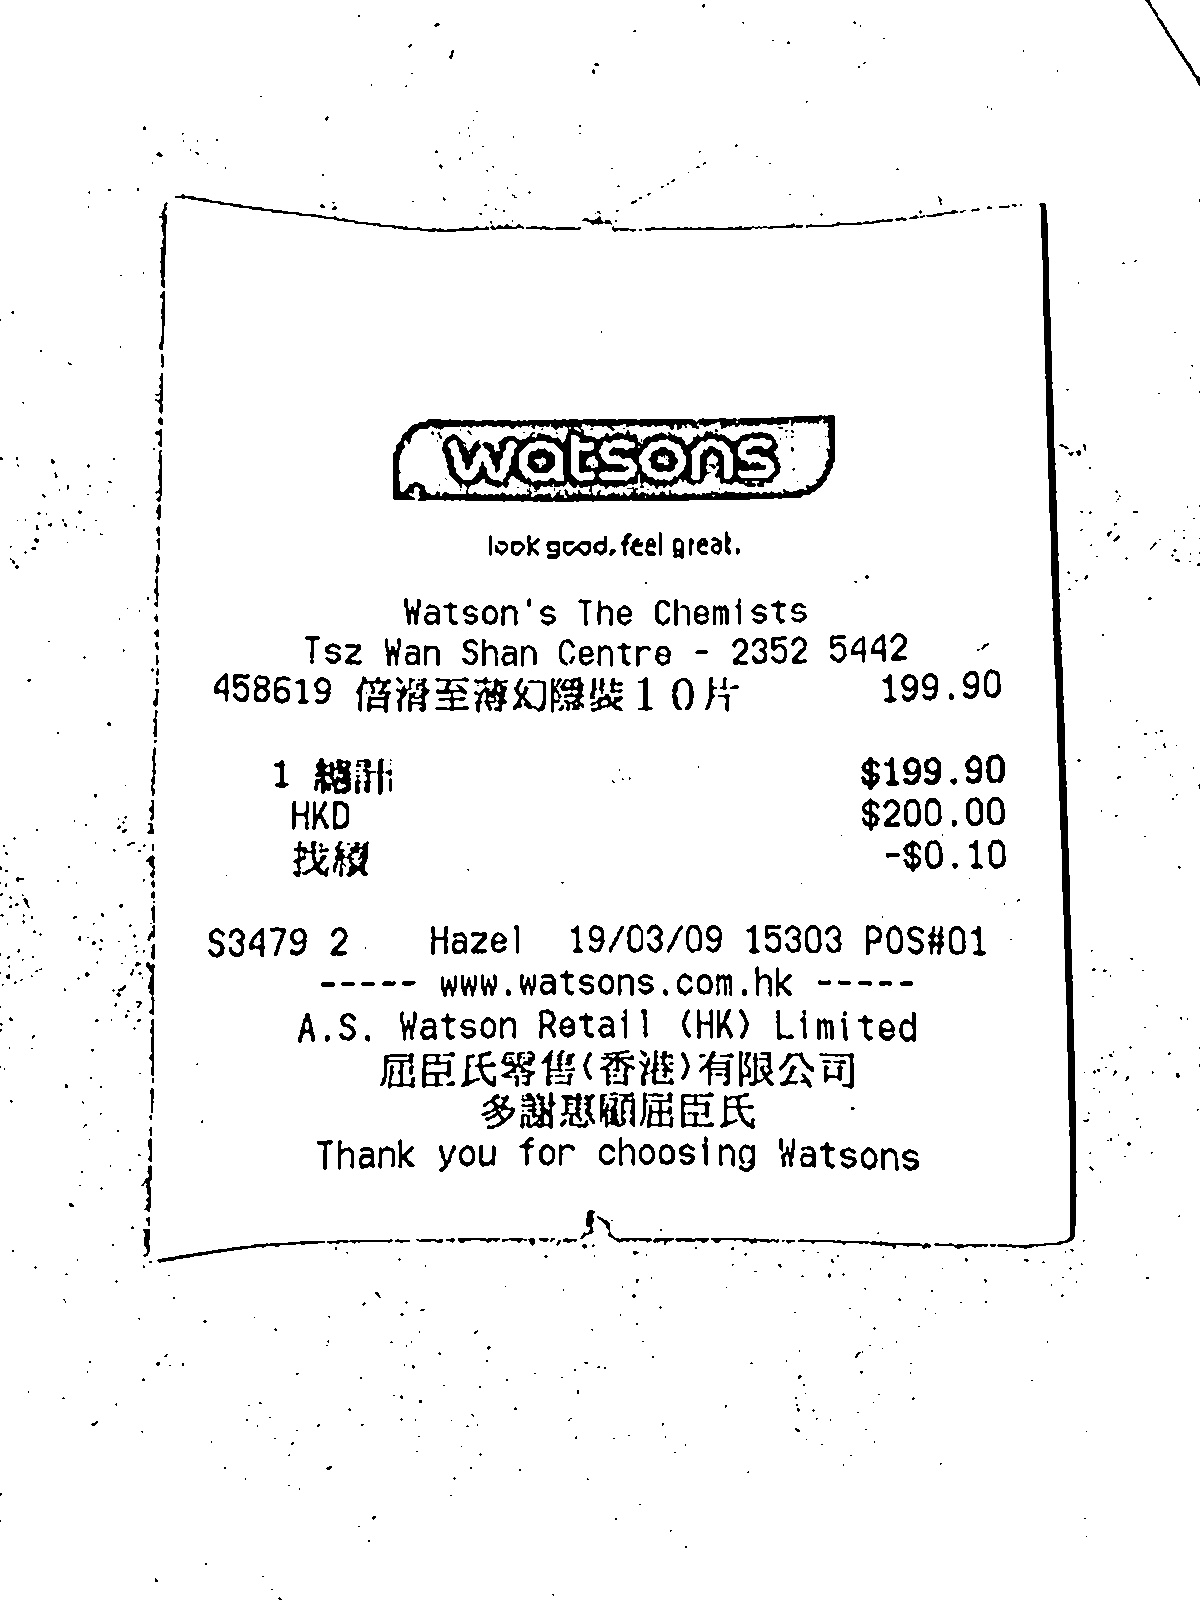 watsons
look good. feel great.
Watson's The Chemists
Tsz Wan Shan Centre - 2352 5442
458619 倍滑至薄幻隱裝１０片 199.90
1 總計 $199.90
HKD $200.00
找續 -$0.10
S3479 2 Hazel 19/03/09 15303 POS#01
----- www.watsons.com.hk -----
A.S. Watson Retail (HK) Limited
屈臣氏零售(香港)有限公司
多謝惠顧屈臣氏
Thank you for choosing Watsons